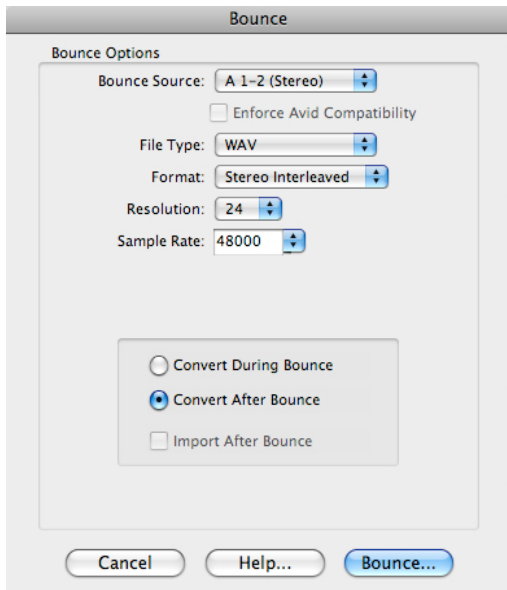 Bounce
Bounce Options
Bounce Source: A 1-2 (Stereo)
Enforce Avid Compatibility
File Type: WAV
Format: Stereo Interleaved
Resolution: 24
Sample Rate: 48000
Convert During Bounce
Convert After Bounce
Import After Bounce
Cancel Help... Bounce...